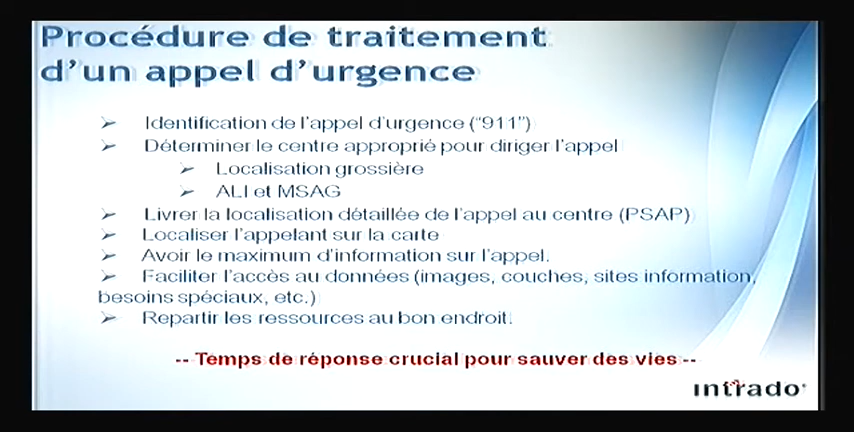 Procédure de traitement
d'un appel d'urgence
➢ Identification de l'appel d'urgence ("911")
➢ Déterminer le centre approprié pour diriger l'appel
➢ Localisation grossière
➢ ALI et MSAG
➢ Livrer la localisation détaillée de l'appel au centre (PSAP)
➢ Localiser l'appelant sur la carte
➢ Avoir le maximum d'information sur l'appel.
➢ Faciliter l'accès au données (images, couches, sites information,
besoins spéciaux, etc.)
➢ Repartir les ressources au bon endroit.
-- Temps de réponse crucial pour sauver des vies --
intrado